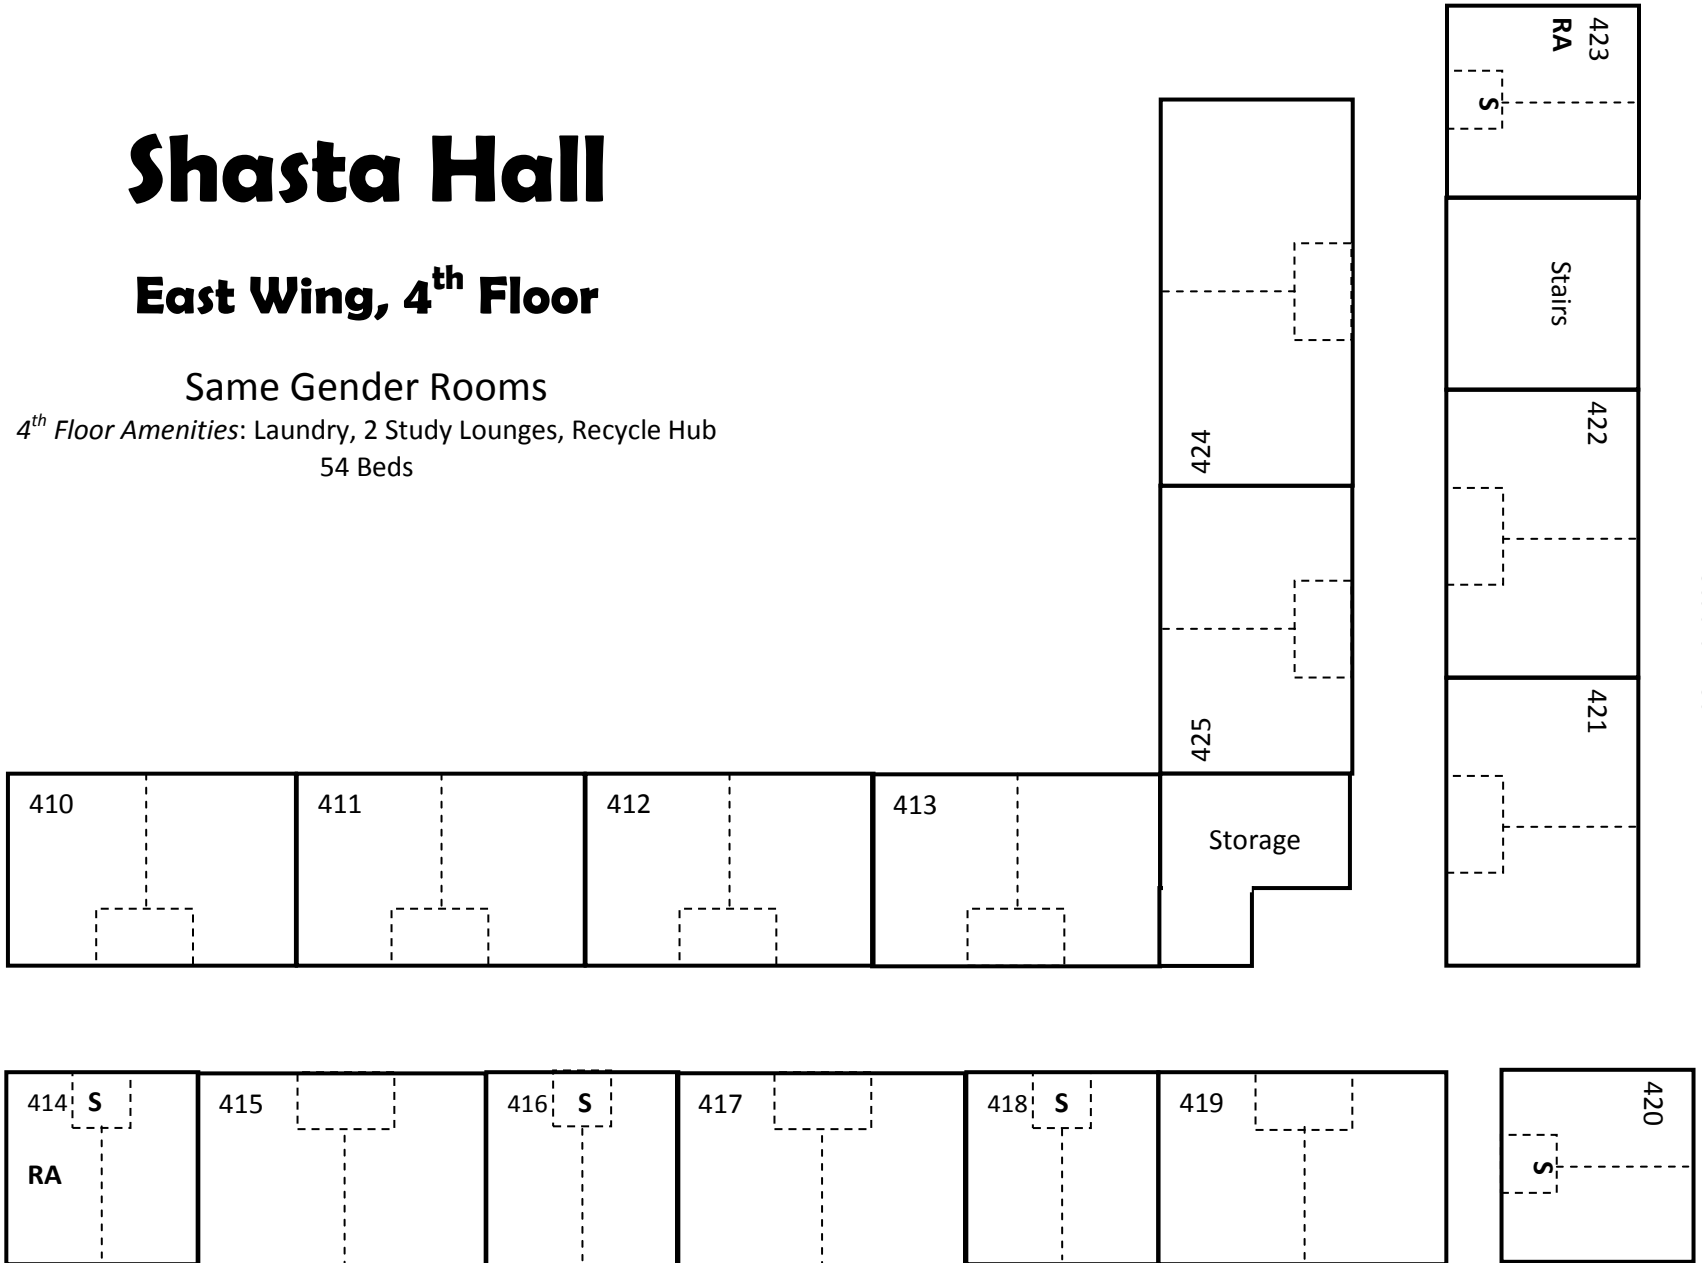 Shasta Hall
East Wing, 4th Floor
Same Gender Rooms
4th Floor Amenities: Laundry, 2 Study Lounges, Recycle Hub
54 Beds
423
RA
S
Stairs
422
421
424
425
410
411
412
413
Storage
414 S
RA
415
416 S
417
418 S
419
420
S